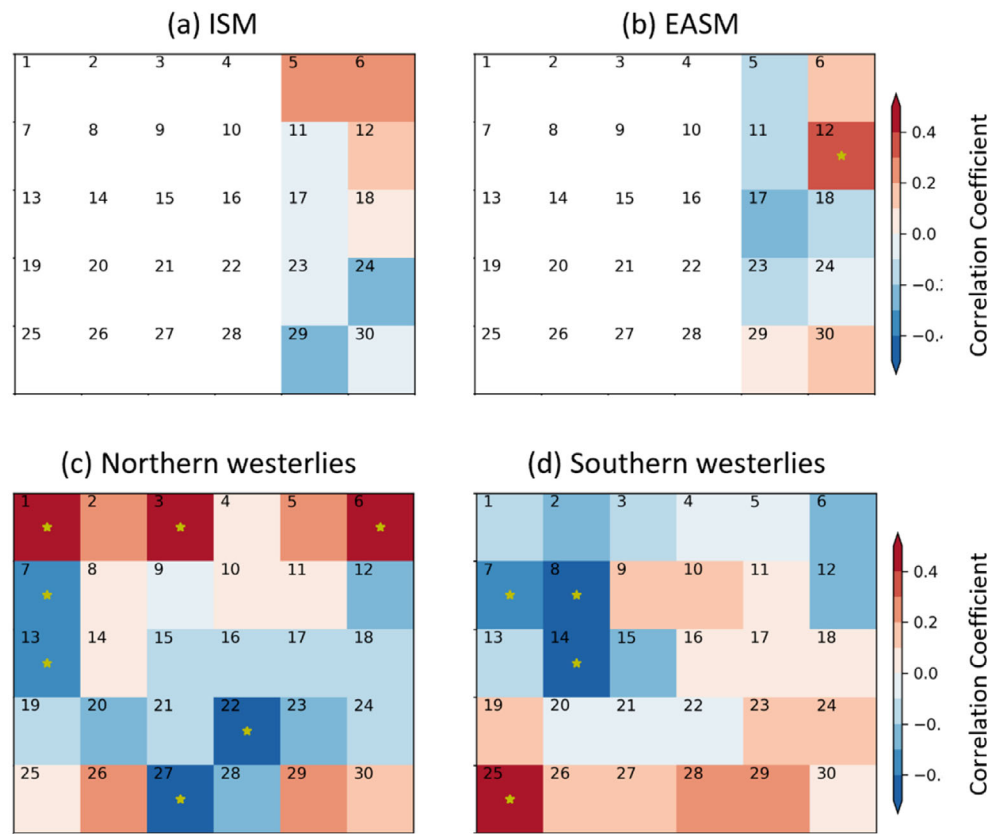 (a) ISM
(b) EASM
1 2 3 4 5 6
7 8 9 10 11 12
13 14 15 16 17 18
19 20 21 22 23 24
25 26 27 28 29 30
1 2 3 4 5 6
7 8 9 10 11 12
13 14 15 16 17 18
19 20 21 22 23 24
25 26 27 28 29 30
0.4
0.2
0.0
Correlation Coefficient
(c) Northern westerlies
(d) Southern westerlies
1 2 3 4 5 6
7 8 9 10 11 12
13 14 15 16 17 18
19 20 21 22 23 24
25 26 27 28 29 30
1 2 3 4 5 6
7 8 9 10 11 12
13 14 15 16 17 18
19 20 21 22 23 24
25 26 27 28 29 30
0.4
0.2
0.0
Correlation Coefficient